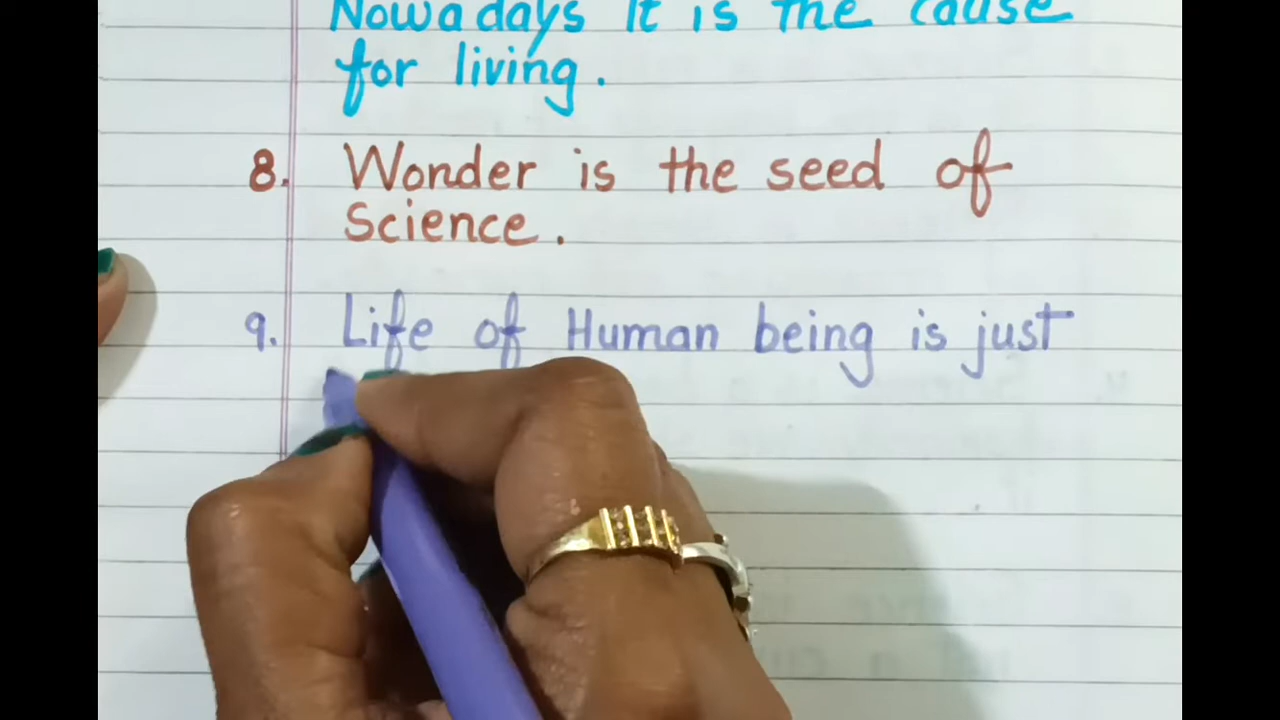 Nowadays It is the cause
for living.
8. Wonder is the seed of
Science.
9. Life of Human being is just